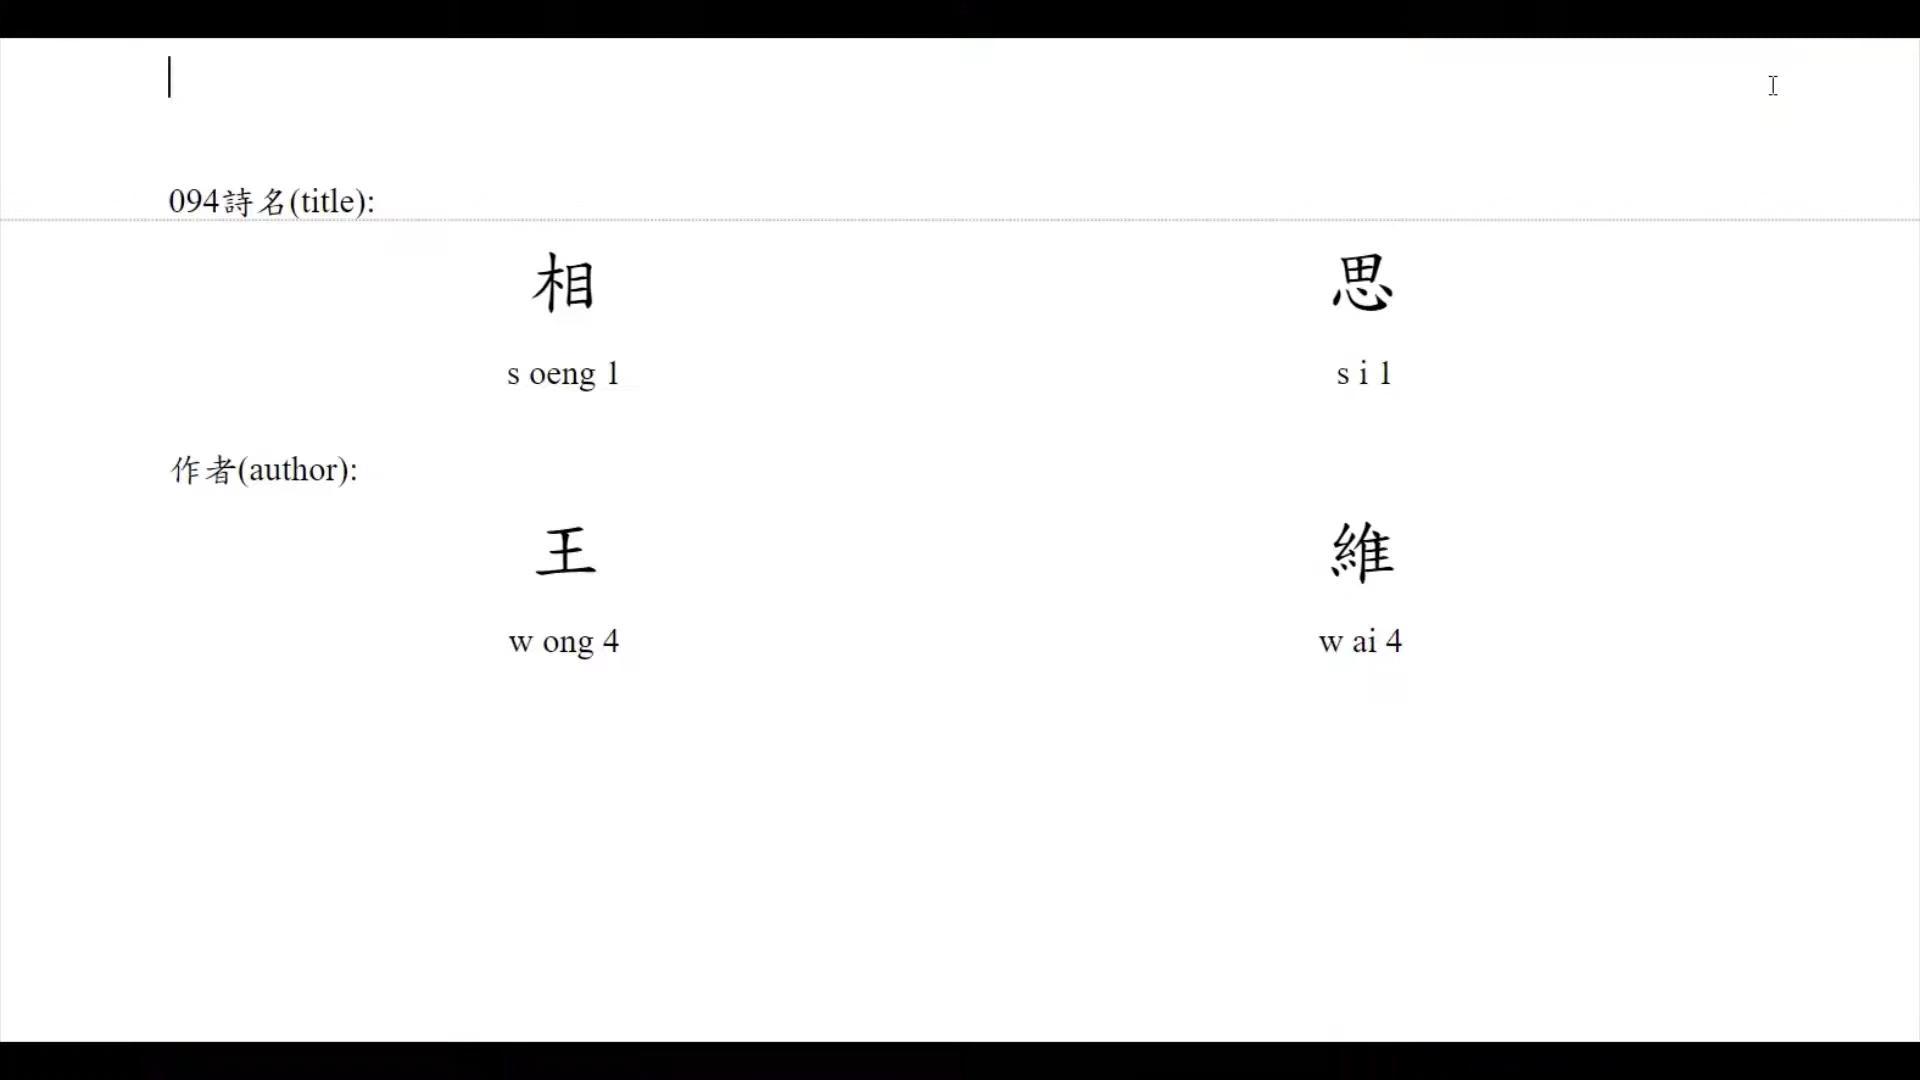 094詩名(title):
相 思
s oeng 1 s i 1
作者(author):
王 維
w ong 4 w ai 4